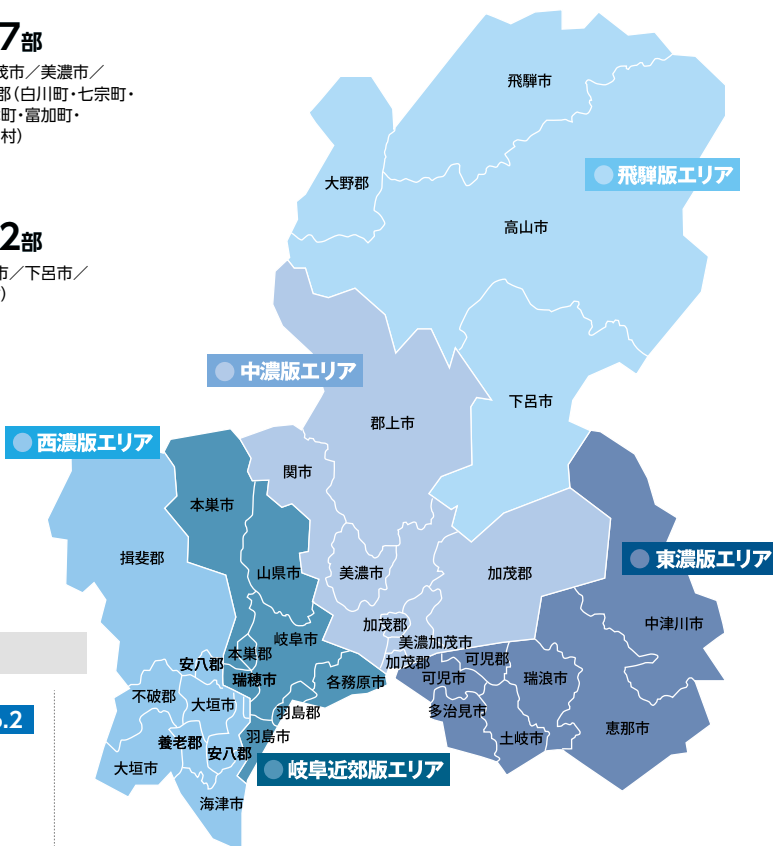 7部
茂市／美濃市／
郡（白川町・七宗町・
町・富加町・
村）
2部
市／下呂市／
）
.2
飛騨市
大野郡
飛騨版エリア
高山市
中濃版エリア
下呂市
郡上市
西濃版エリア
関市
本巣市
揖斐郡
山県市
美濃市
加茂郡
東濃版エリア
加茂郡
岐阜市
美濃加茂市
中津川市
本巣郡
安八郡
加茂郡
可児郡
瑞穂市
各務原市
可児市
瑞浪市
不破郡
大垣市
羽島郡
多治見市
恵那市
羽島市
土岐市
養老郡
安八郡
大垣市
岐阜近郊版エリア
海津市